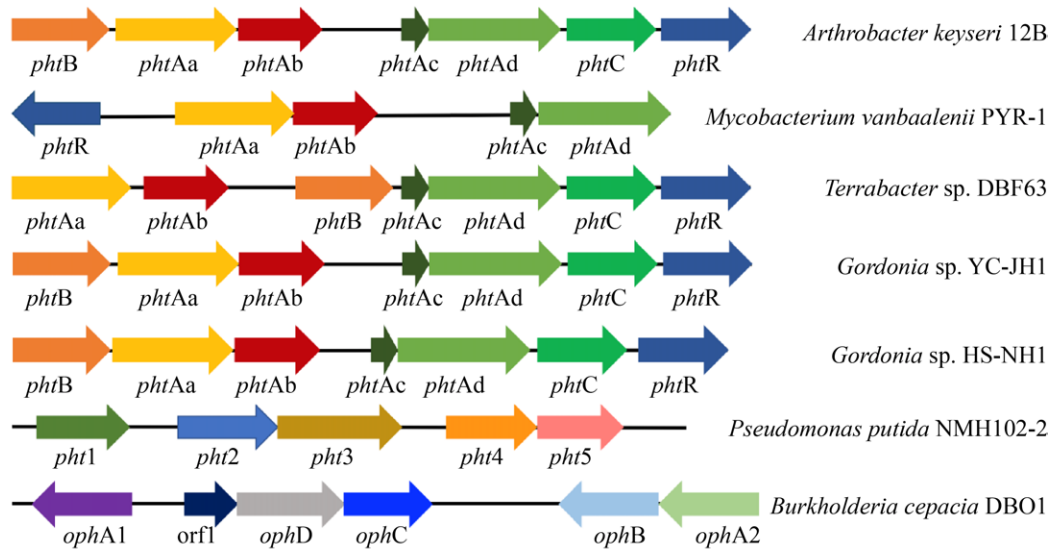 Arthrobacter keyseri 12B
phtB phtAa phtAb phtAc phtAd phtC phtR
Mycobacterium vanbaalenii PYR-1
phtR phtAa phtAb phtAc phtAd
Terrabacter sp. DBF63
phtAa phtAb phtB phtAc phtAd phtC phtR
Gordonia sp. YC-JH1
phtB phtAa phtAb phtAc phtAd phtC phtR
Gordonia sp. HS-NH1
phtB phtAa phtAb phtAc phtAd phtC phtR
Pseudomonas putida NMH102-2
pht1 pht2 pht3 pht4 pht5
Burkholderia cepacia DBO1
ophA1 orf1 ophD ophC ophB ophA2